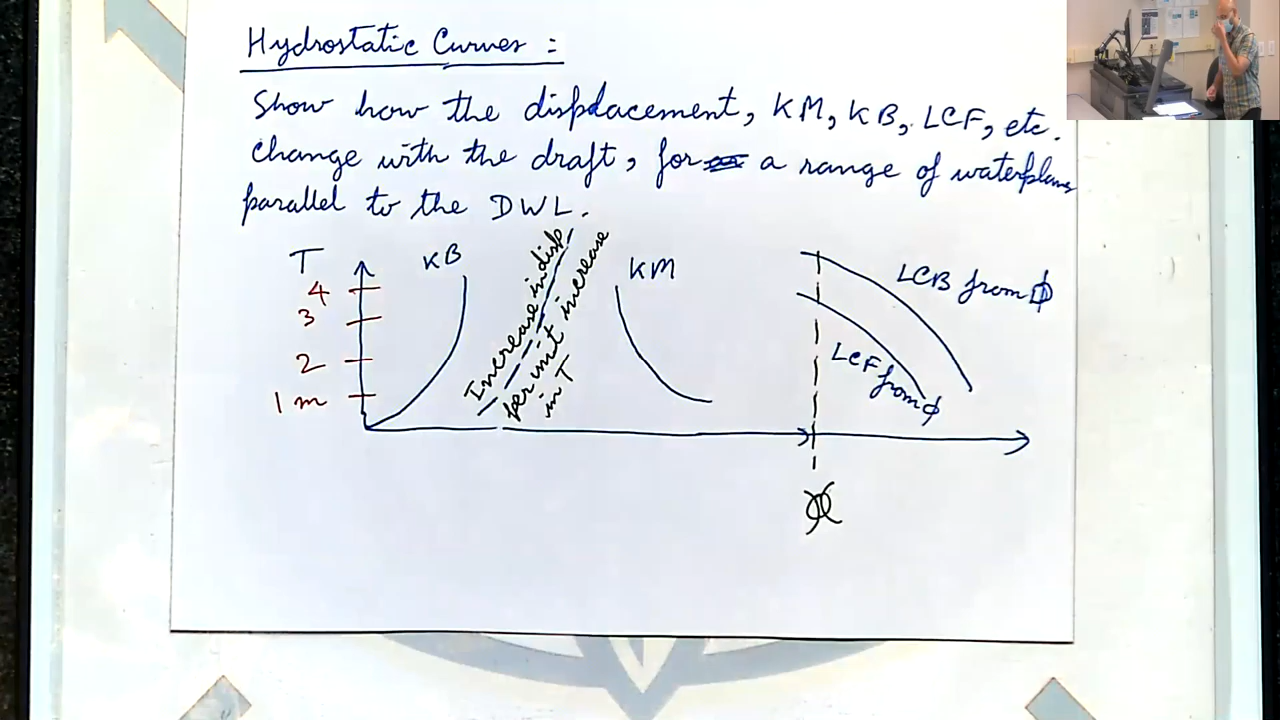 Hydrostatic Curves :
Show how the displacement, KM, KB, LCF, etc.
change with the draft, for a range of waterplanes
parallel to the DWL.
T
4
3
2
1 m
KB
Increase in disp
per unit increase
in T
KM
LCB from ϕ
LCF from ϕ